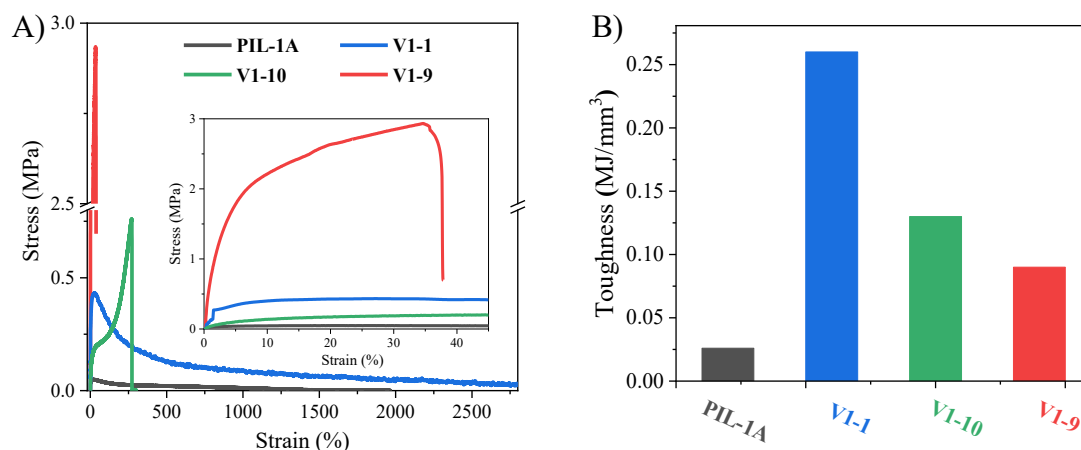 A)
PIL-1A
V1-1
V1-10
V1-9
Stress (MPa)
3.0
2.5
0.5
0.0
0
500
1000
1500
2000
2500
Strain (%)
Stress (MPa)
3
2
1
0
0
10
20
30
40
Strain (%)
B)
Toughness (MJ/mm³)
0.25
0.20
0.15
0.10
0.05
0.00
PIL-1A
V1-1
V1-10
V1-9